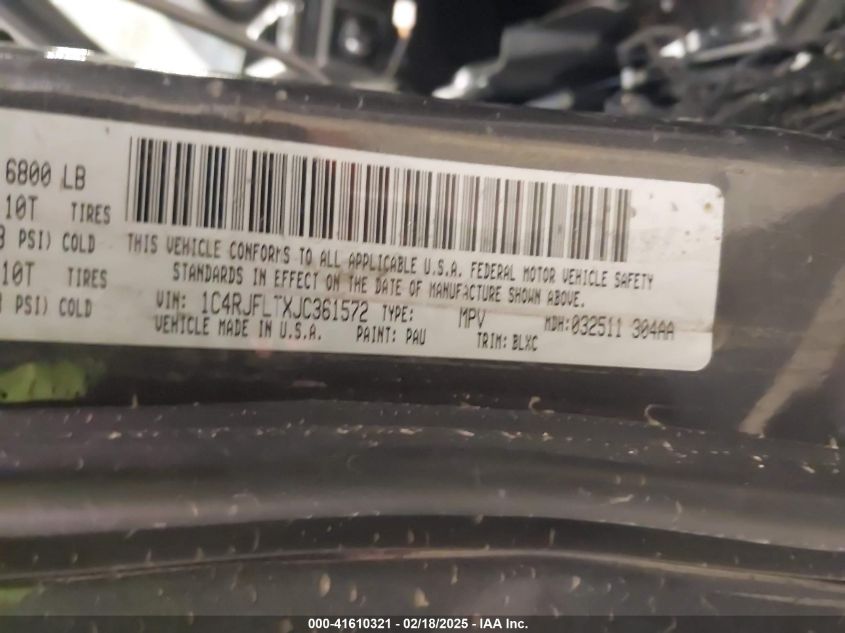 6800 LB
10T TIRES
PSI) COLD
10T TIRES
PSI) COLD
THIS VEHICLE CONFORMS TO ALL APPLICABLE U.S.A. FEDERAL MOTOR VEHICLE SAFETY
STANDARDS IN EFFECT ON THE DATE OF MANUFACTURE SHOWN ABOVE.
VIN: 1C4RJFLTXJC361572 TYPE: MPV MDH:032511 304AA
VEHICLE MADE IN U.S.A. PAINT: PAU TRIM: BLXC
000-41610321 - 02/18/2025 - IAA Inc.